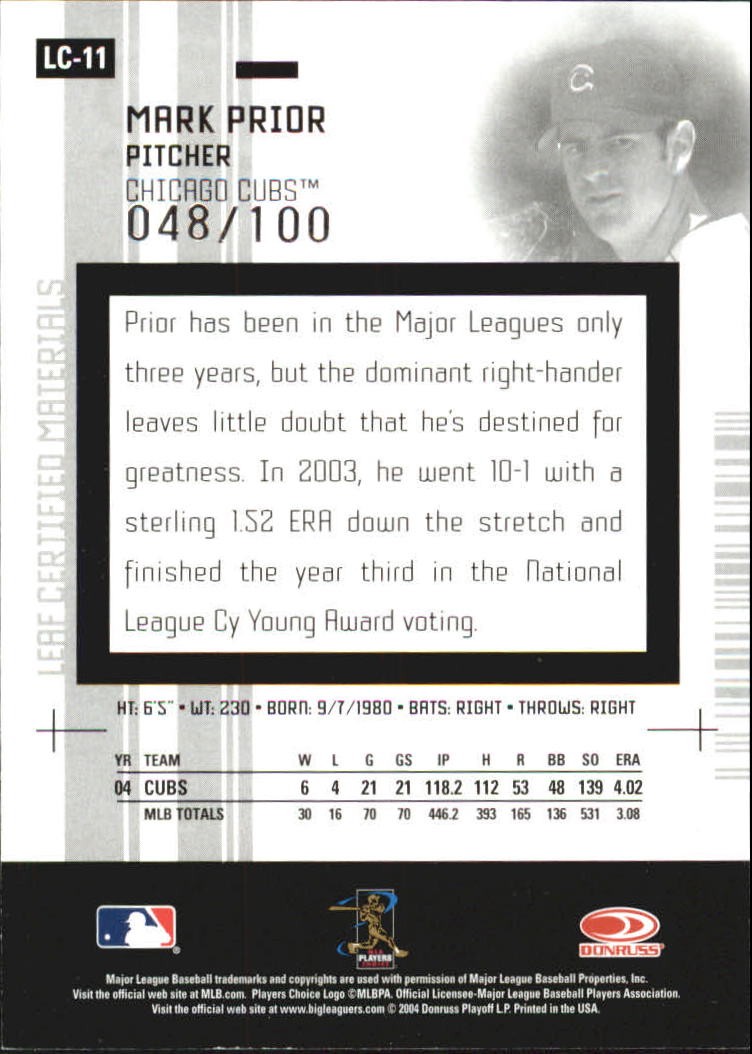 LC-11
MARK PRIOR
PITCHER
CHICAGO CUBS™
048/100
LEAF CERTIFIED MATERIALS
Prior has been in the Major Leagues only
three years, but the dominant right-hander
leaves little doubt that he's destined for
greatness. In 2003, he went 10-1 with a
sterling 1.52 ERA down the stretch and
finished the year third in the National
League Cy Young Award voting.
HT: 6'5" • WT: 230 • BORN: 9/7/1980 • BATS: RIGHT • THROWS: RIGHT
YR TEAM W L G GS IP H R BB SO ERA
04 CUBS 6 4 21 21 118.2 112 53 48 139 4.02
MLB TOTALS 30 16 70 70 446.2 393 165 136 531 3.08
MLB
PLAYERS
CHOICE
DONRUSS
Major League Baseball trademarks and copyrights are used with permission of Major League Baseball Properties, Inc.
Visit the official web site at MLB.com. Players Choice Logo ©MLBPA. Official Licensee-Major League Baseball Players Association.
Visit the official web site at www.bigleaguers.com © 2004 Donruss Playoff L.P. Printed in the USA.